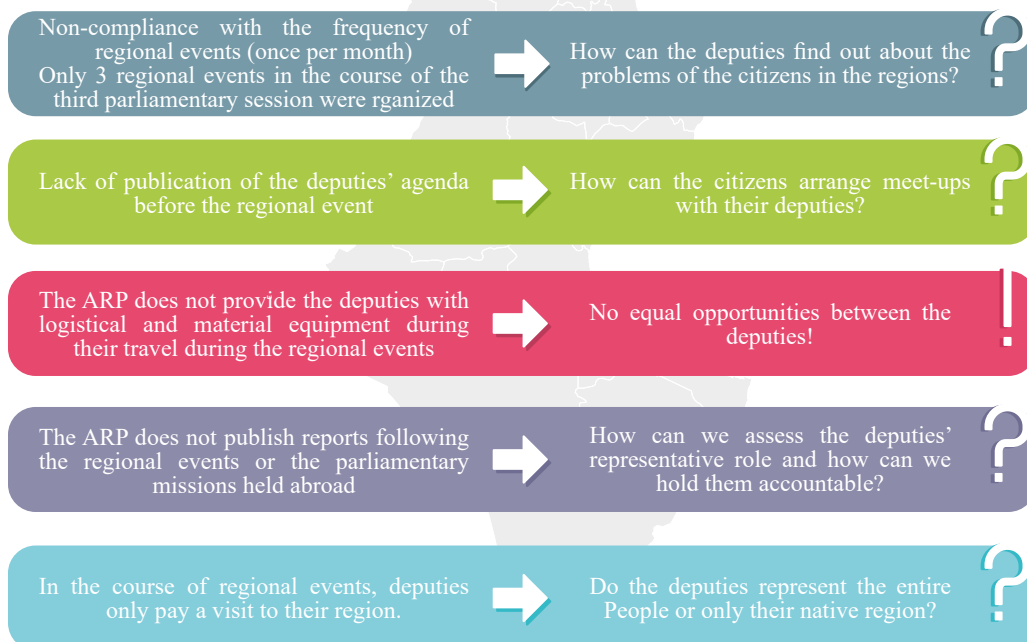 Non-compliance with the frequency of
regional events (once per month)
Only 3 regional events in the course of the
third parliamentary session were rganized
How can the deputies find out about the
problems of the citizens in the regions?
?
Lack of publication of the deputies’ agenda
before the regional event
How can the citizens arrange meet-ups
with their deputies?
?
The ARP does not provide the deputies with
logistical and material equipment during
their travel during the regional events
No equal opportunities between the
deputies!
!
The ARP does not publish reports following
the regional events or the parliamentary
missions held abroad
How can we assess the deputies’
representative role and how can we
hold them accountable?
?
In the course of regional events, deputies
only pay a visit to their region.
Do the deputies represent the entire
People or only their native region?
?